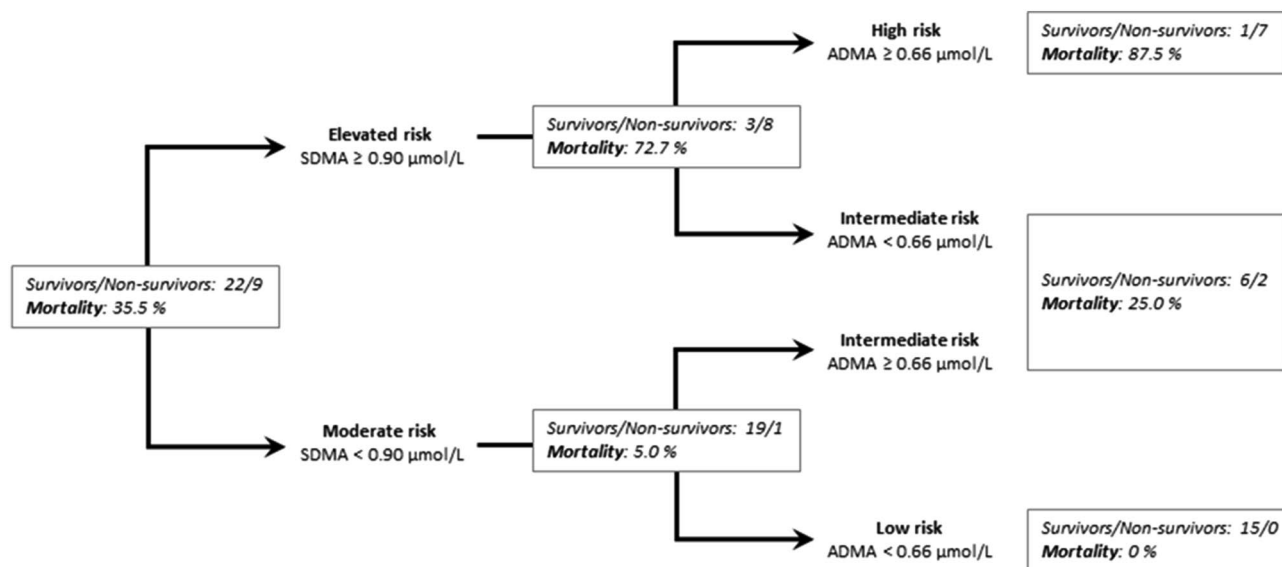 High risk
ADMA ≥ 0.66 µmol/L
Survivors/Non-survivors: 1/7
Mortality: 87.5 %
Elevated risk
SDMA ≥ 0.90 µmol/L
Survivors/Non-survivors: 3/8
Mortality: 72.7 %
Intermediate risk
ADMA < 0.66 µmol/L
Survivors/Non-survivors: 22/9
Mortality: 35.5 %
Survivors/Non-survivors: 6/2
Mortality: 25.0 %
Intermediate risk
ADMA ≥ 0.66 µmol/L
Moderate risk
SDMA < 0.90 µmol/L
Survivors/Non-survivors: 19/1
Mortality: 5.0 %
Low risk
ADMA < 0.66 µmol/L
Survivors/Non-survivors: 15/0
Mortality: 0 %